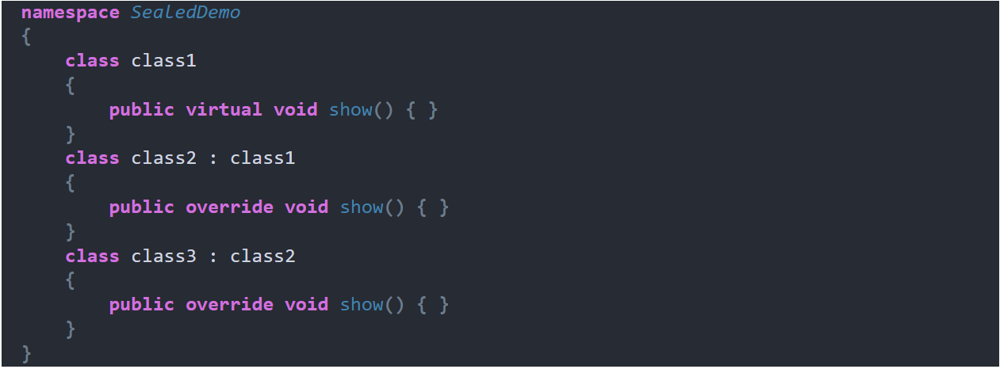 namespace SealedDemo
{
    class class1
    {
        public virtual void show() { }
    }
    class class2 : class1
    {
        public override void show() { }
    }
    class class3 : class2
    {
        public override void show() { }
    }
}